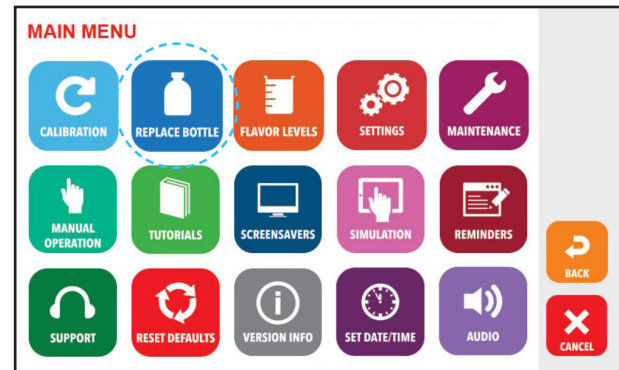 MAIN MENU
CALIBRATION
REPLACE BOTTLE
FLAVOR LEVELS
SETTINGS
MAINTENANCE
MANUAL
OPERATION
TUTORIALS
SCREENSAVERS
SIMULATION
REMINDERS
BACK
SUPPORT
RESET DEFAULTS
VERSION INFO
SET DATE/TIME
AUDIO
CANCEL